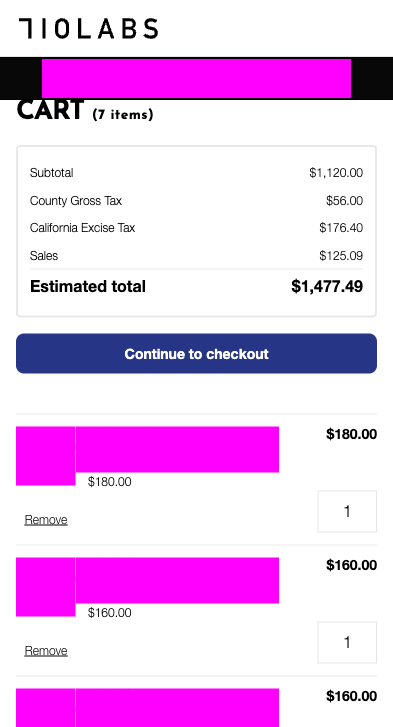 710LABS
CART (7 items)
Subtotal $1,120.00
County Gross Tax $56.00
California Excise Tax $176.40
Sales $125.09
Estimated total $1,477.49
Continue to checkout
$180.00
$180.00
Remove 1
$160.00
$160.00
Remove 1
$160.00